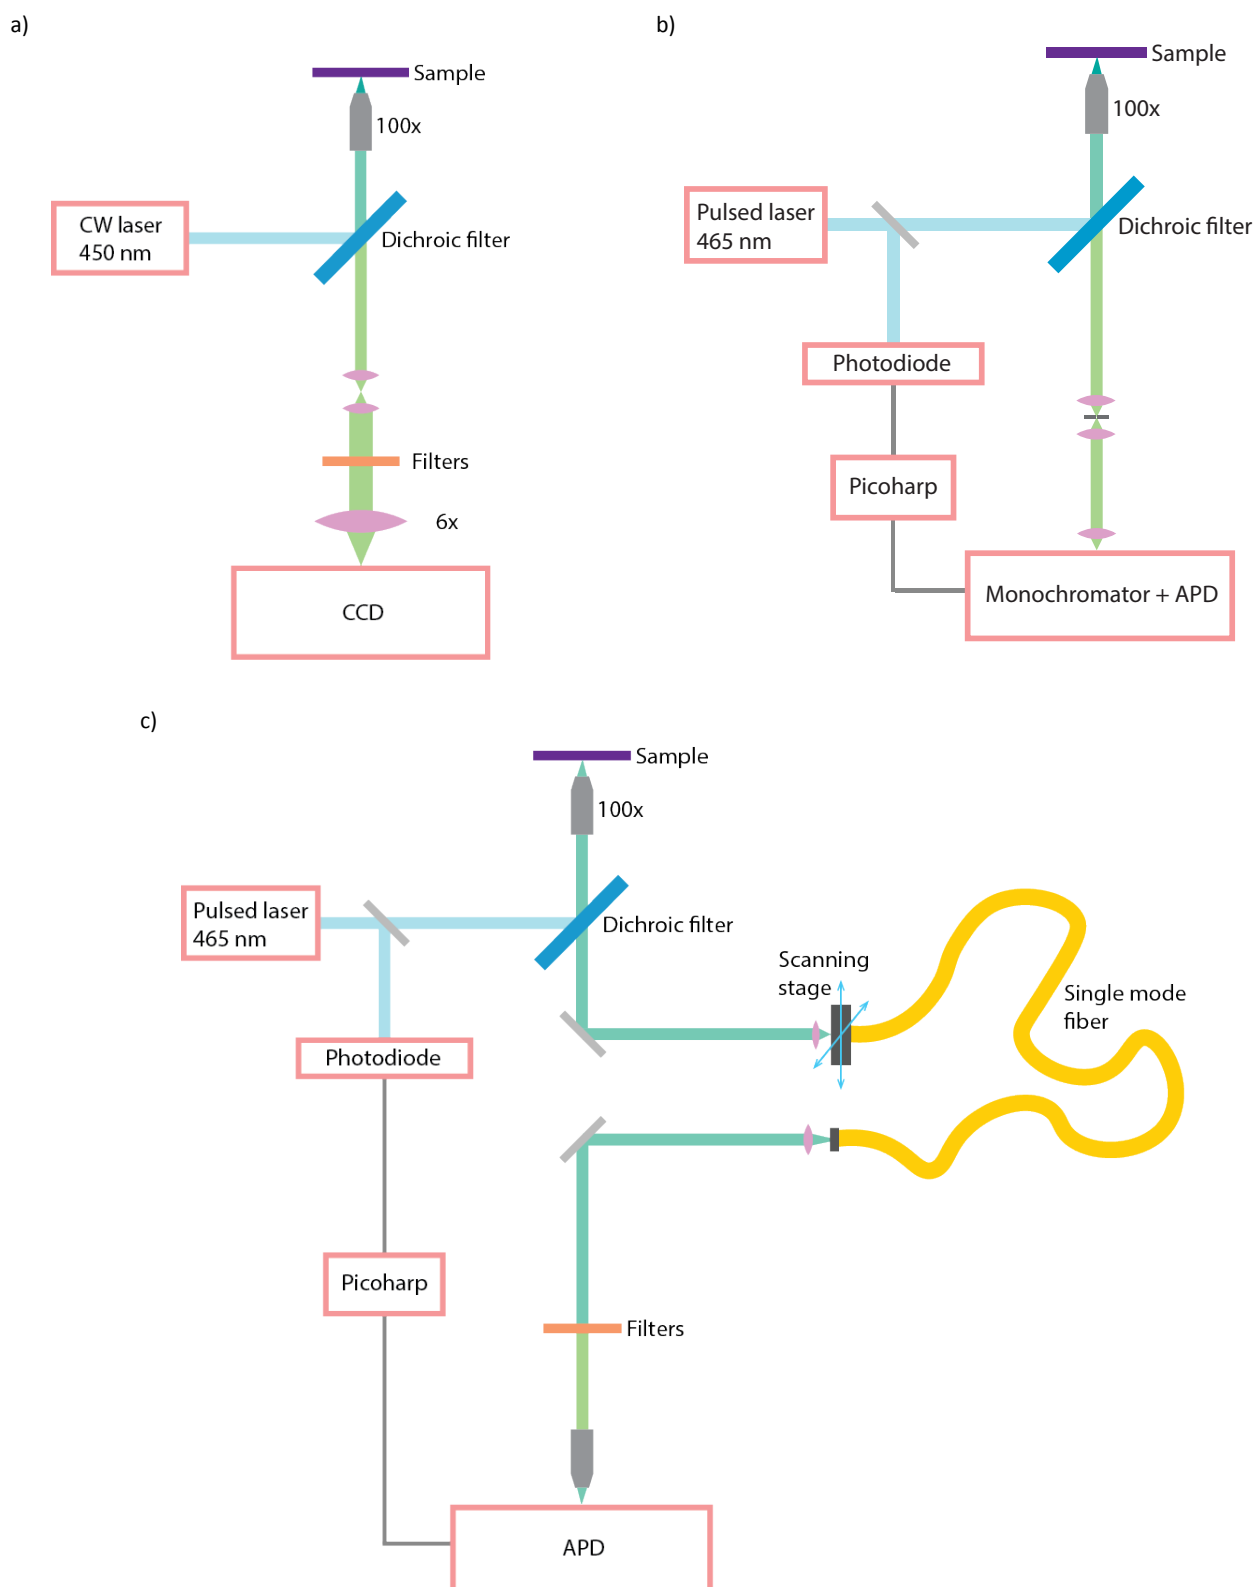 a)
Sample
100x
CW laser
450 nm
Dichroic filter
Filters
6x
CCD
b)
Sample
100x
Pulsed laser
465 nm
Dichroic filter
Photodiode
Picoharp
Monochromator + APD
c)
Sample
100x
Pulsed laser
465 nm
Dichroic filter
Scanning
stage
Single mode
fiber
Photodiode
Picoharp
Filters
APD